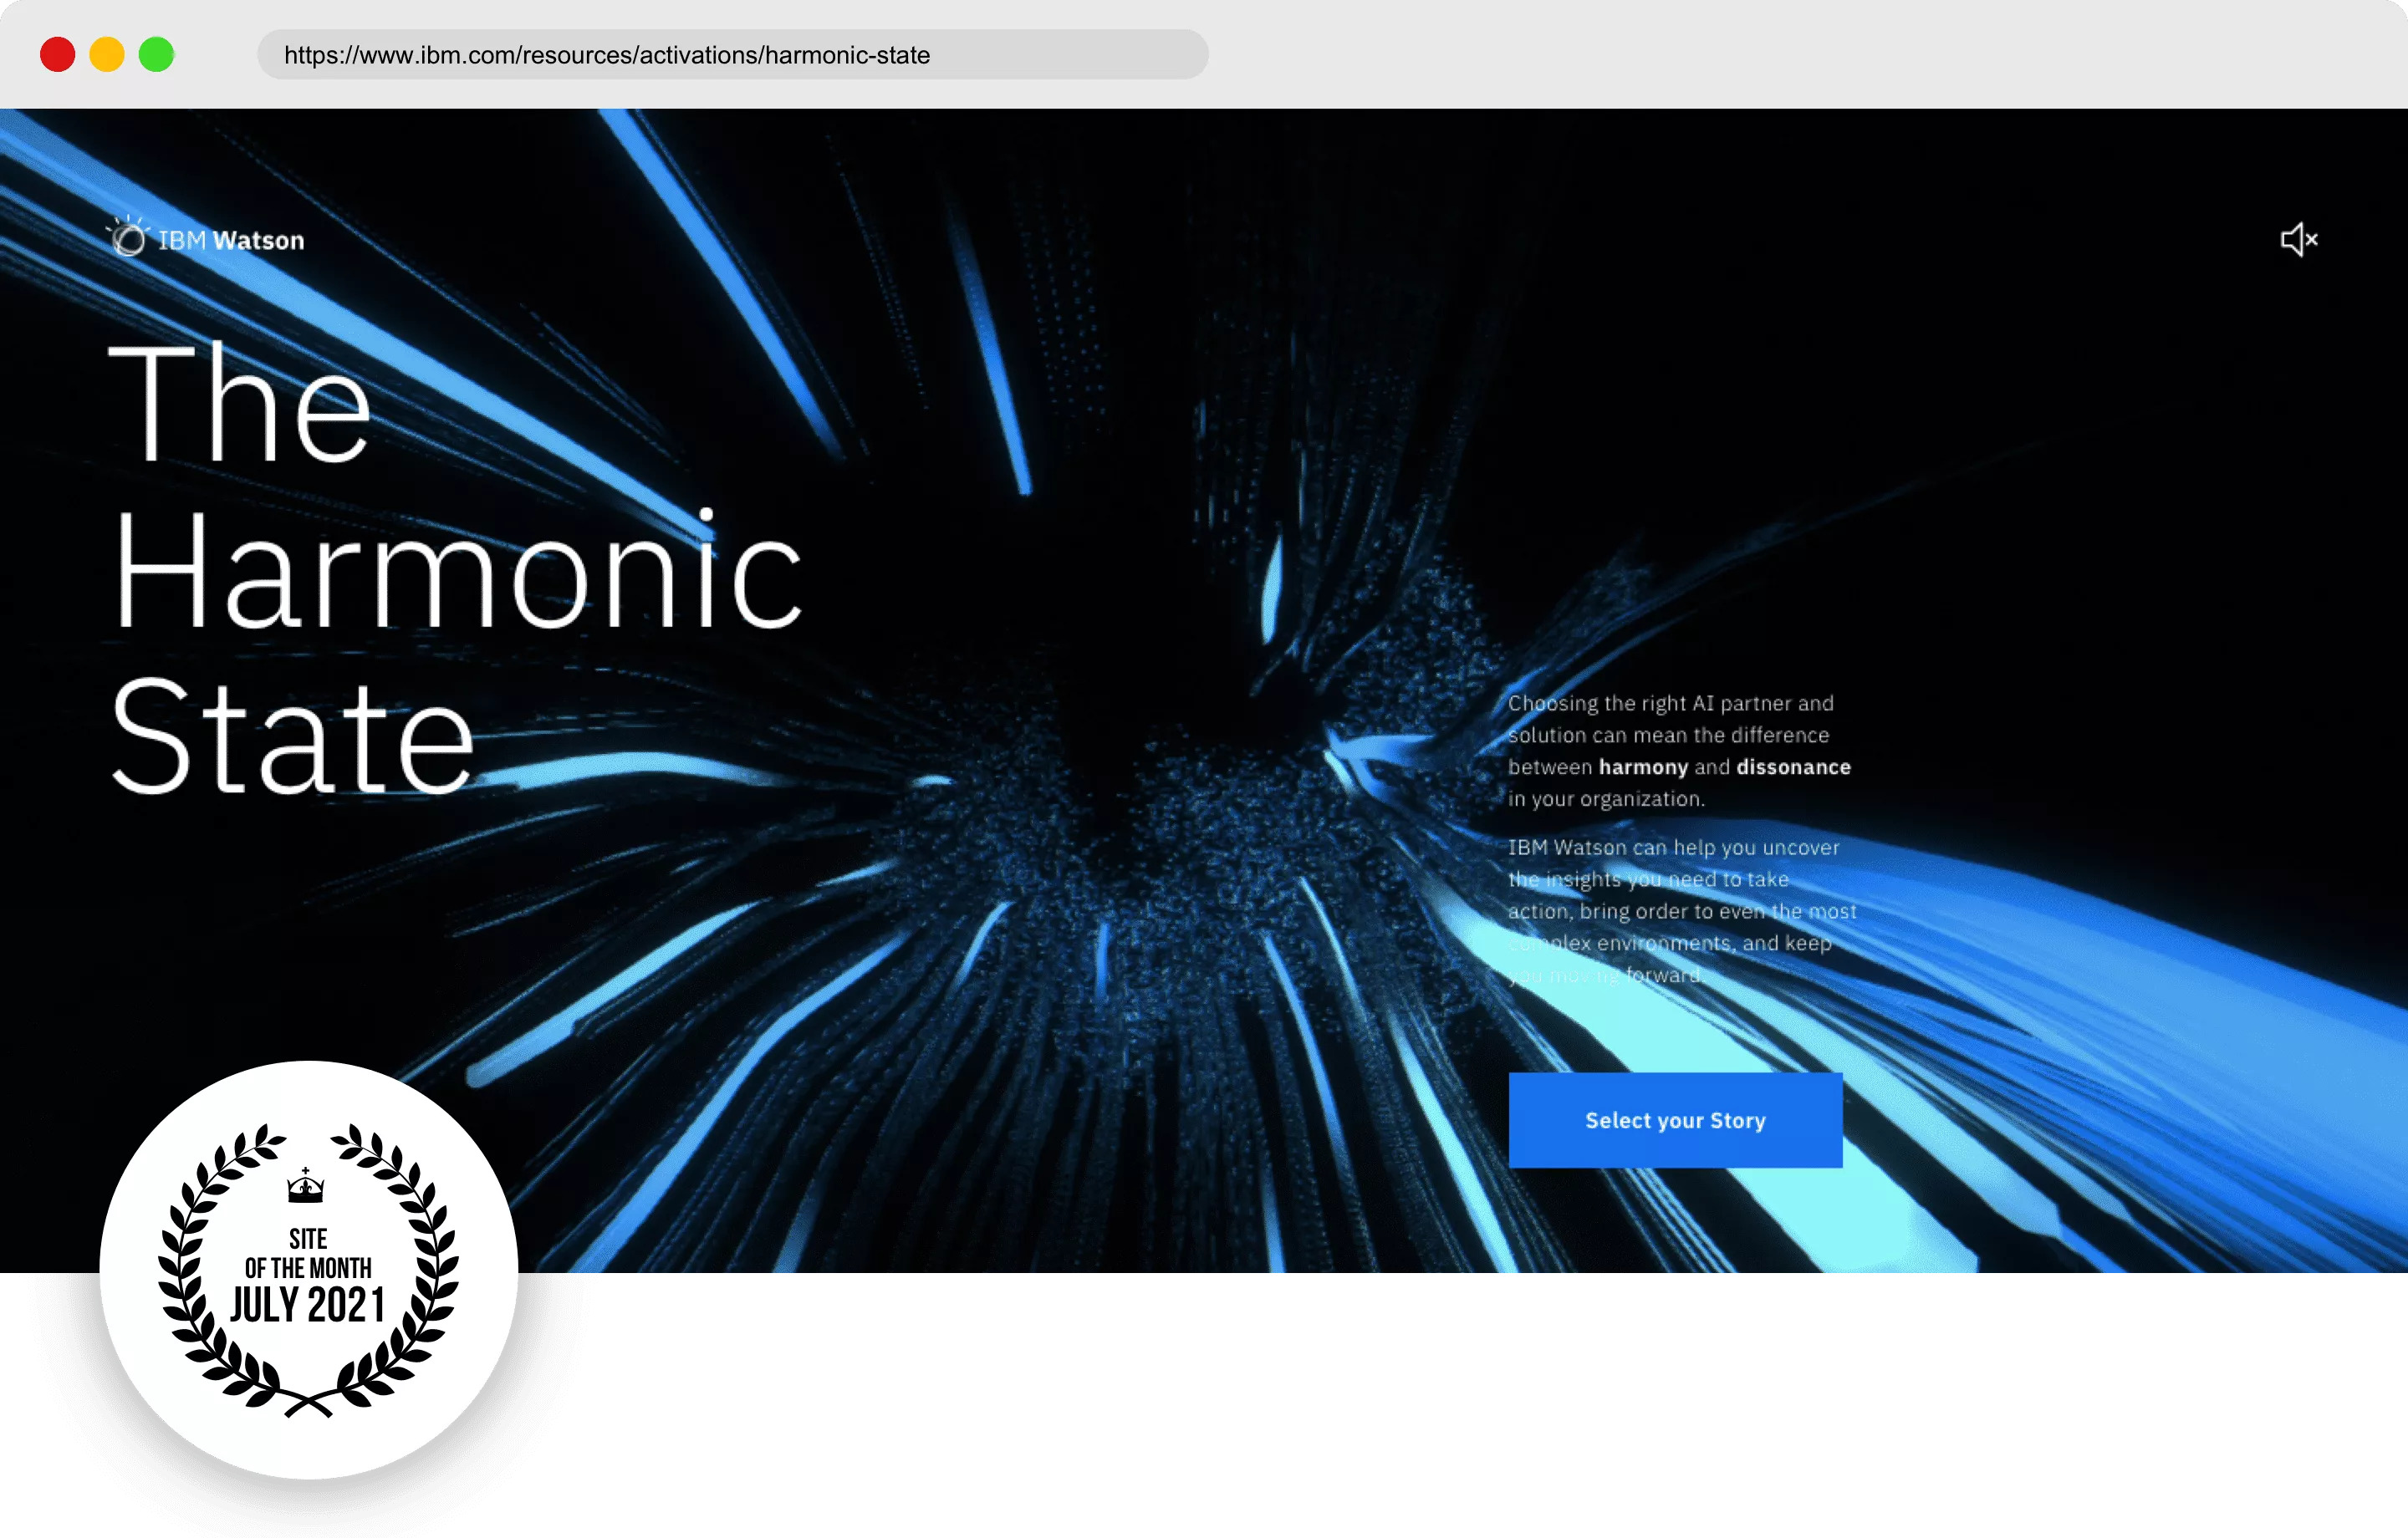 https://www.ibm.com/resources/activations/harmonic-state
IBM Watson
The
Harmonic
State
Choosing the right AI partner and
solution can mean the difference
between harmony and dissonance
in your organization.
IBM Watson can help you uncover
the insights you need to take
action, bring order to even the most
complex environments, and keep
you moving forward.
Select your Story
SITE
OF THE MONTH
JULY 2021